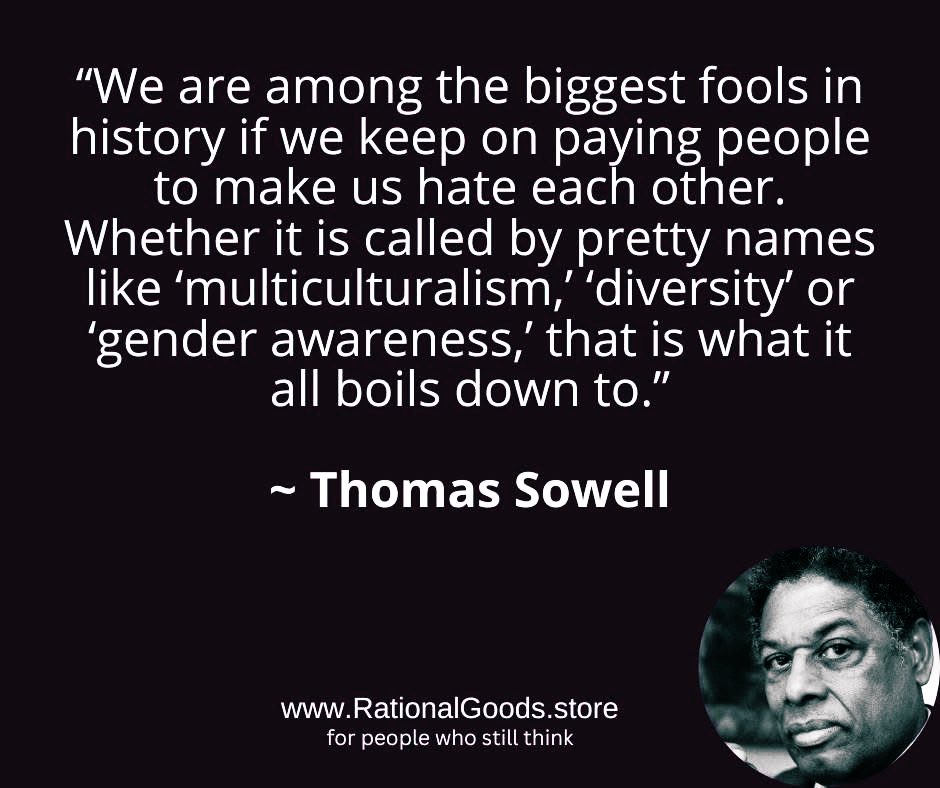 “We are among the biggest fools in
history if we keep on paying people
to make us hate each other.
Whether it is called by pretty names
like ‘multiculturalism,’ ‘diversity’ or
‘gender awareness,’ that is what it
all boils down to.”
~ Thomas Sowell
www.RationalGoods.store
for people who still think